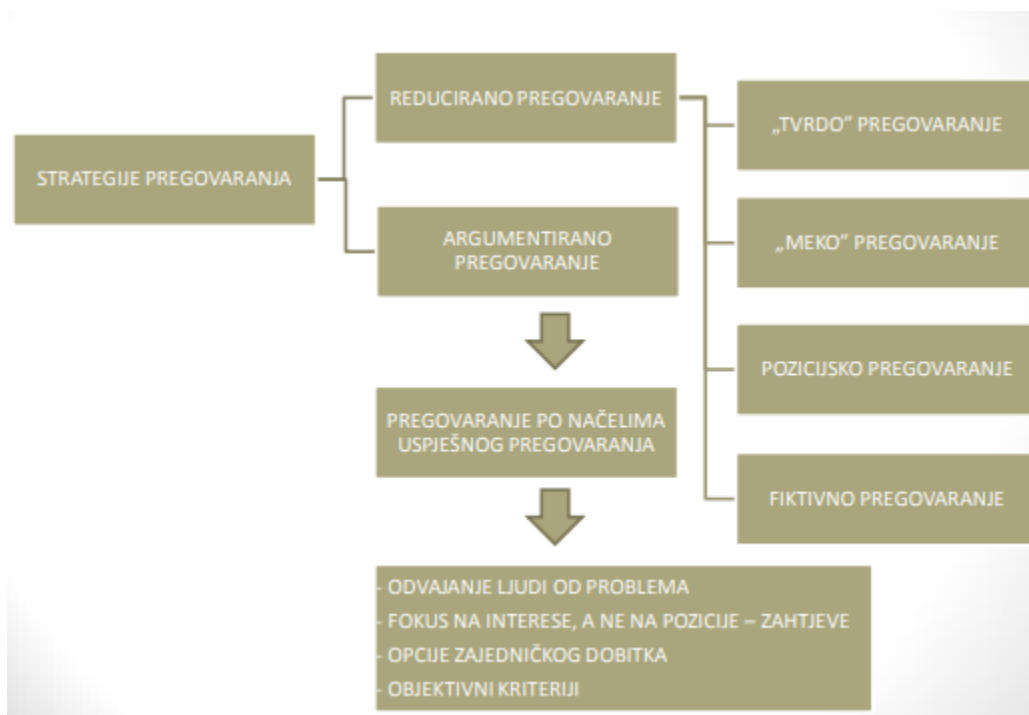 STRATEGIJE PREGOVARANJA
REDUCIRANO PREGOVARANJE
„TVRDO” PREGOVARANJE
„MEKO” PREGOVARANJE
POZICIJSKO PREGOVARANJE
FIKTIVNO PREGOVARANJE
ARGUMENTIRANO
PREGOVARANJE
PREGOVARANJE PO NAČELIMA
USPJEŠNOG PREGOVARANJA
- ODVAJANJE LJUDI OD PROBLEMA
- FOKUS NA INTERESE, A NE NA POZICIJE – ZAHTJEVE
- OPCIJE ZAJEDNIČKOG DOBITKA
- OBJEKTIVNI KRITERIJI